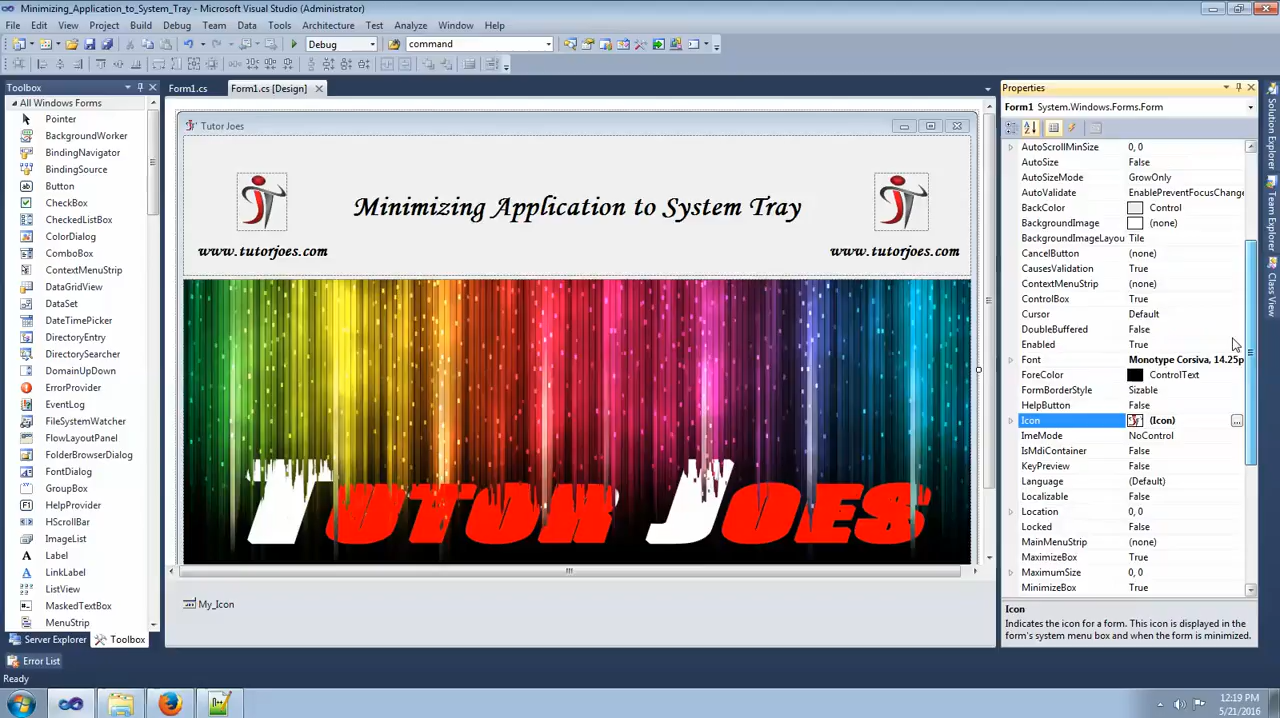 Minimizing_Application_to_System_Tray - Microsoft Visual Studio (Administrator)
File Edit View Project Build Debug Team Data Tools Architecture Test Analyze Window Help
Debug command
Toolbox
All Windows Forms
Pointer
BackgroundWorker
BindingNavigator
BindingSource
Button
CheckBox
CheckedListBox
ColorDialog
ComboBox
ContextMenuStrip
DataGridView
DataSet
DateTimePicker
DirectoryEntry
DirectorySearcher
DomainUpDown
ErrorProvider
EventLog
FileSystemWatcher
FlowLayoutPanel
FolderBrowserDialog
FontDialog
GroupBox
HelpProvider
HScrollBar
ImageList
Label
LinkLabel
ListView
MaskedTextBox
MenuStrip
Server Explorer Toolbox
Error List
Ready
Form1.cs Form1.cs [Design]
Tutor Joes
Minimizing Application to System Tray
www.tutorjoes.com www.tutorjoes.com
Tutor Joes
My_Icon
Properties
Form1 System.Windows.Forms.Form
AutoScrollMinSize 0, 0
AutoSize False
AutoSizeMode GrowOnly
AutoValidate EnablePreventFocusChange
BackColor Control
BackgroundImage (none)
BackgroundImageLayou Tile
CancelButton (none)
CausesValidation True
ContextMenuStrip (none)
ControlBox True
Cursor Default
DoubleBuffered False
Enabled True
Font Monotype Corsiva, 14.25p
ForeColor ControlText
FormBorderStyle Sizable
HelpButton False
Icon (Icon) ...
ImeMode NoControl
IsMdiContainer False
KeyPreview False
Language (Default)
Localizable False
Location 0, 0
Locked False
MainMenuStrip (none)
MaximizeBox True
MaximumSize 0, 0
MinimizeBox True
Icon
Indicates the icon for a form. This icon is displayed in the
form's system menu box and when the form is minimized.
Solution Explorer
Team Explorer
Class View
12:19 PM
5/21/2016